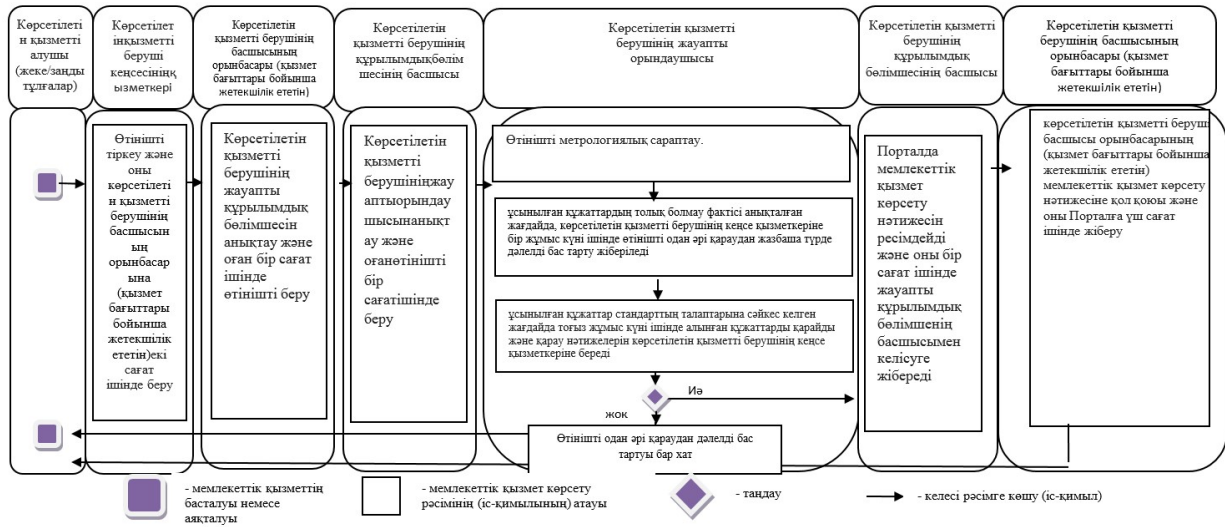 Көрсетілеті
н қызметті
алушы
(жеке/заңды
тұлғалар)
Көрсетілет
інқызметті
беруші
кеңсесінің
ызметкері
Көрсетілетін
қызметті берушінің
басшысының
орынбасары (қызмет
бағыттары бойынша
жетекшілік ететін)
Көрсетілетін
қызметті берушінің
құрылымдықбөлім
шесінің басшысы
Көрсетілетін қызметті
берушінің жауапты
орындаушысы
Көрсетілетін қызметті
берушінің
құрылымдық
бөлімшесінің басшысы
Көрсетілетін қызметті
берушінің басшысының
орынбасары (қызмет
бағыттары бойынша
жетекшілік ететін)
Өтінішті
тіркеу және
оны
көрсетілеті
н қызметті
берушінің
басшысын
ың
орынбасар
ына
(қызмет
бағыттары
бойынша
жетекшілік
ететін)екі
сағат
ішінде беру
Көрсетілетін
қызметті
берушінің
жауапты
құрылымдық
бөлімшесін
анықтау және
оған бір сағат
ішінде
өтінішті беру
Көрсетілетін
қызметті
берушініңжау
аптыорындау
шысынанықт
ау және
оғанөтінішті
бір
сағатішінде
беру
Өтінішті метрологиялық сараптау.
ұсынылған құжаттардың толық болмау фактісі анықталған
жағдайда, көрсетілетін қызметті берушінің кеңсе қызметкеріне
бір жұмыс күні ішінде өтінішті одан әрі қараудан жазбаша түрде
дәлелді бас тарту жіберіледі
ұсынылған құжаттар стандарттың талаптарына сәйкес келген
жағдайда тоғыз жұмыс күні ішінде алынған құжаттарды қарайды
және қарау нәтижелерін көрсетілетін қызметті берушінің кеңсе
қызметкеріне береді
Иә
жок
Өтінішті одан әрі қараудан дәлелді бас
тартуы бар хат
Порталда
мемлекеттік
қызмет
көрсету
нәтижесін
ресімдейді
және оны бір
сағат ішінде
жауапты
құрылымдық
бөлімшенің
басшысымен
келісуге
жібереді
көрсетілетін қызметті беруш
басшысы орынбасарының
(қызмет бағыттары бойынша
жетекшілік ететін)
мемлекеттік қызмет көрсету
нәтижесіне қол қоюы және
оны Порталға үш сағат
ішінде жіберу
- мемлекеттік қызметтің
басталуы немесе
аяқталуы
- мемлекеттік қызмет көрсету
рәсімінің (іс-қимылының) атауы
- таңдау
- келесі рәсімге көшу (іс-қимыл)